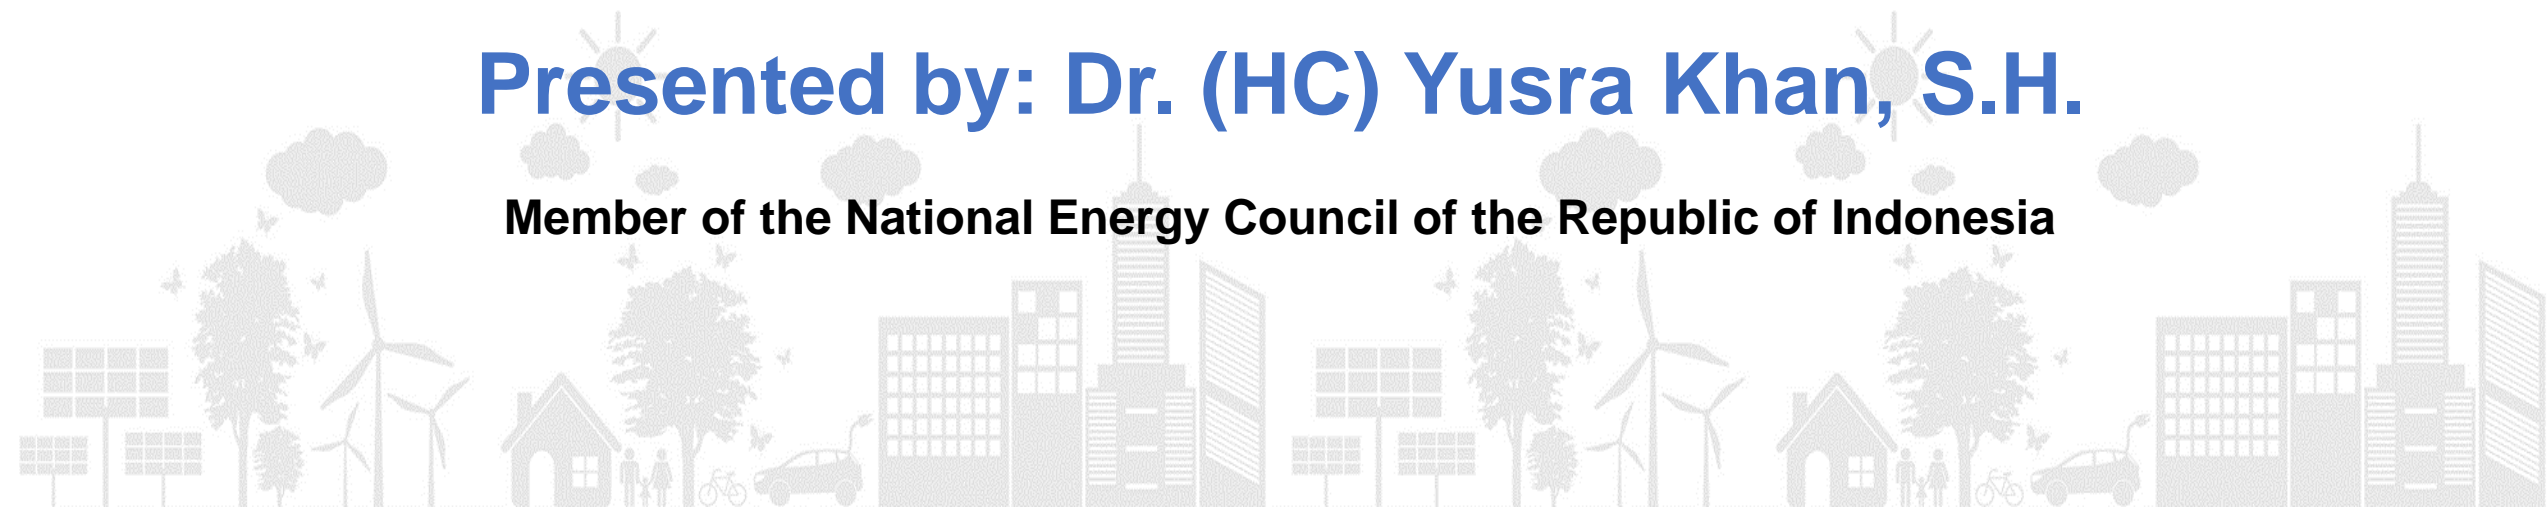 Presented by: Dr. (HC) Yusra Khan, S.H.
Member of the National Energy Council of the Republic of Indonesia